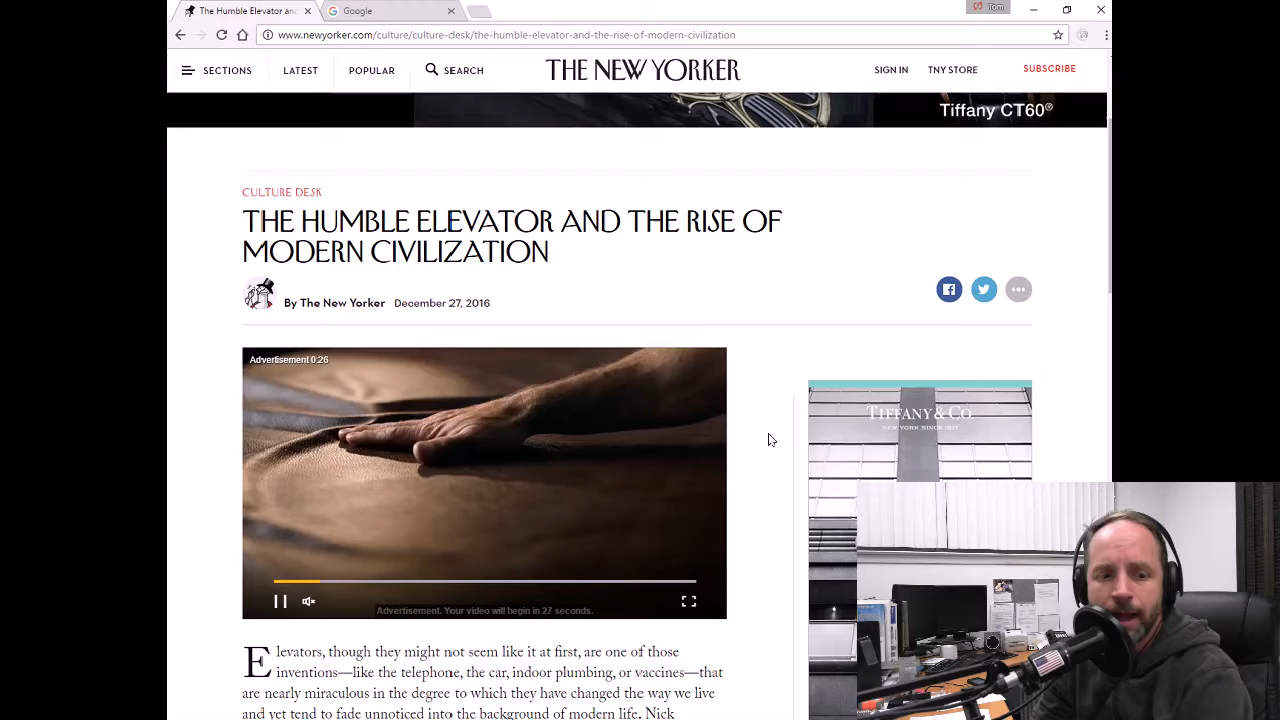 The Humble Elevator an
Google
Tom
www.newyorker.com/culture/culture-desk/the-humble-elevator-and-the-rise-of-modern-civilization
SECTIONS
LATEST
POPULAR
SEARCH
THE NEW YORKER
SIGN IN
TNY STORE
SUBSCRIBE
Tiffany CT60®
CULTURE DESK
THE HUMBLE ELEVATOR AND THE RISE OF
MODERN CIVILIZATION
By The New Yorker December 27, 2016
Advertisement 0:26
Advertisement. Your video will begin in 27 seconds.
TIFFANY & CO.
NEW YORK SINCE 1837
Elevators, though they might not seem like it at first, are one of those
inventions—like the telephone, the car, indoor plumbing, or vaccines—that
are nearly miraculous in the degree to which they have changed the way we live
and yet tend to fade unnoticed into the background of modern life. Nick